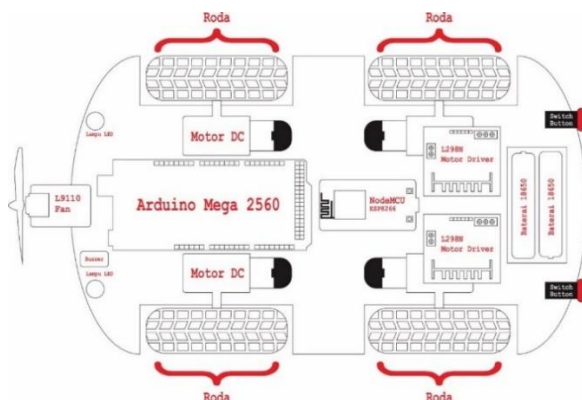 Roda
Roda
Switch
Button
Lampu LED
Motor DC
L298N
Motor Driver
L9110
Fan
Arduino Mega 2560
NodeMCU
ESP8266
Baterai 18650
Baterai 18650
Buzzer
Lampu LED
Motor DC
L298N
Motor Driver
Switch
Button
Roda
Roda